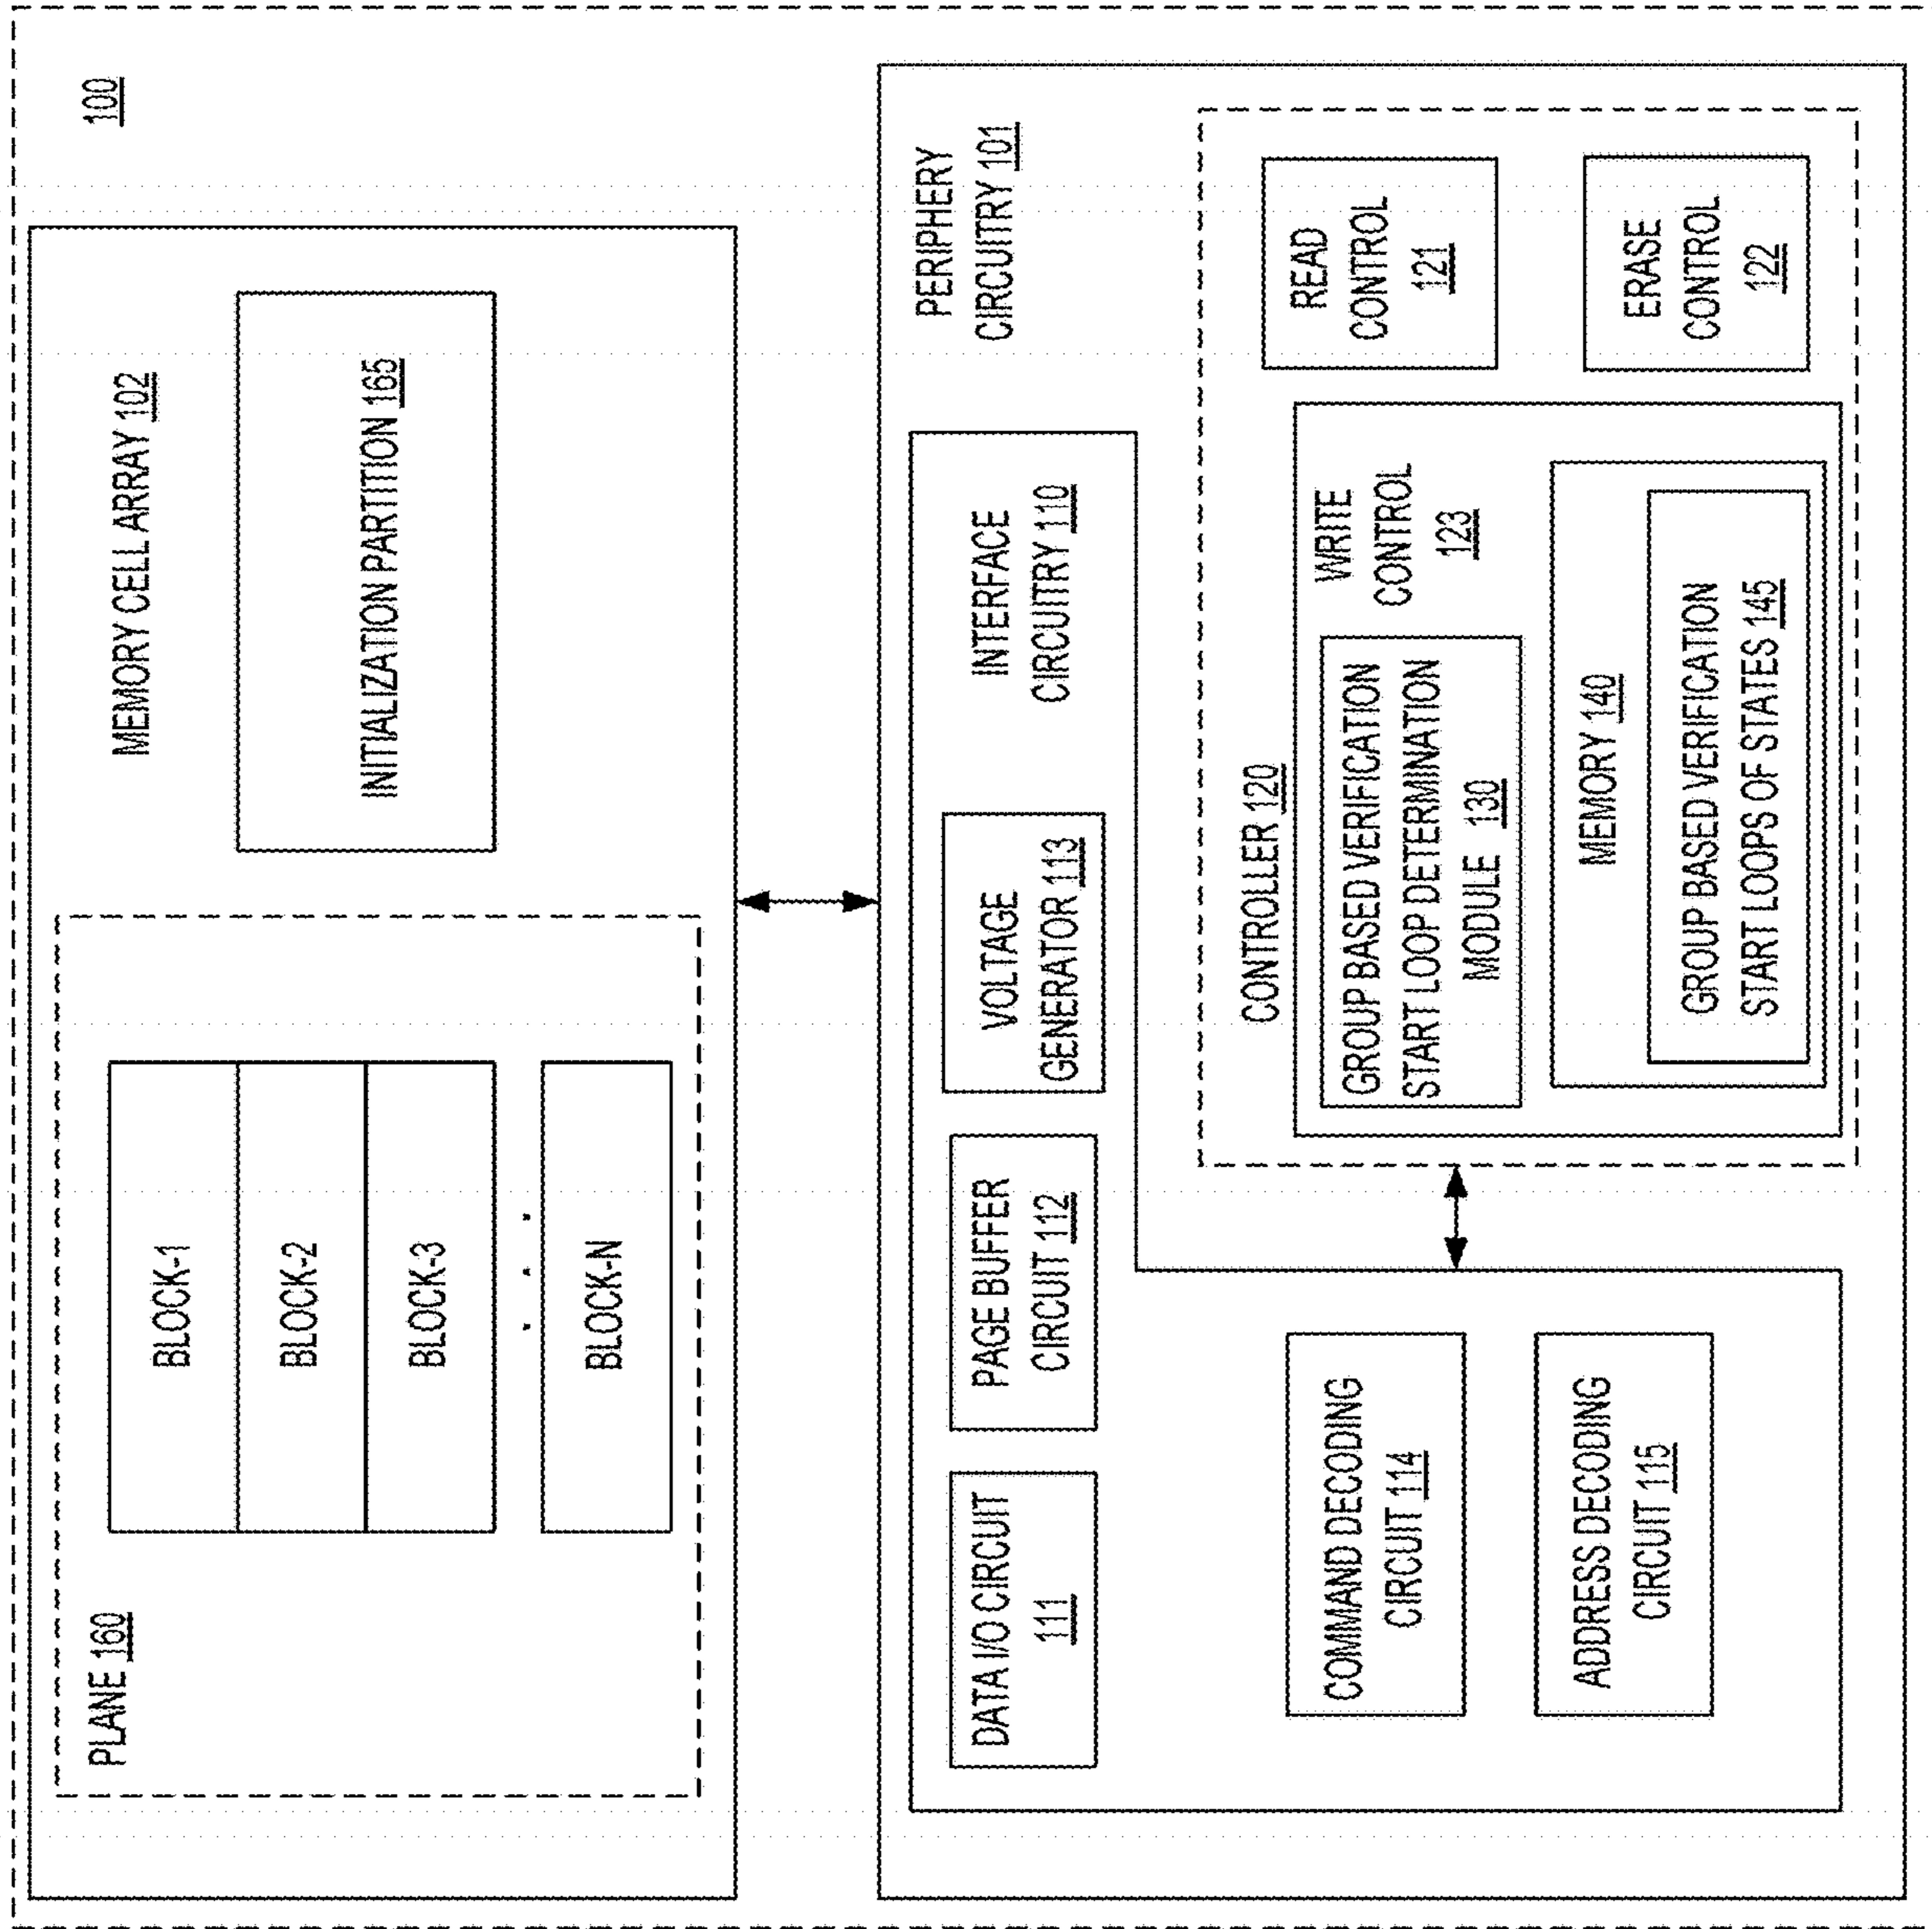 100
MEMORY CELL ARRAY 102
PLANE 160
BLOCK-1
BLOCK-2
BLOCK-3
BLOCK-N
INITIALIZATION PARTITION 165
PERIPHERY
CIRCUITRY 101
INTERFACE
CIRCUITRY 110
DATA I/O CIRCUIT
111
PAGE BUFFER
CIRCUIT 112
VOLTAGE
GENERATOR 113
COMMAND DECODING
CIRCUIT 114
ADDRESS DECODING
CIRCUIT 115
CONTROLLER 120
WRITE
CONTROL
123
GROUP BASED VERIFICATION
START LOOP DETERMINATION
MODULE 130
MEMORY 140
GROUP BASED VERIFICATION
START LOOPS OF STATES 145
READ
CONTROL
121
ERASE
CONTROL
122